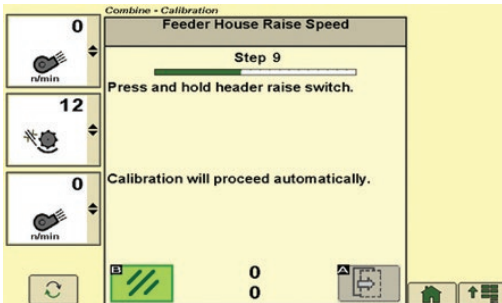 Combine - Calibration
Feeder House Raise Speed
0
n/min
12
0
n/min
Step 9
Press and hold header raise switch.
Calibration will proceed automatically.
B
0
0
A